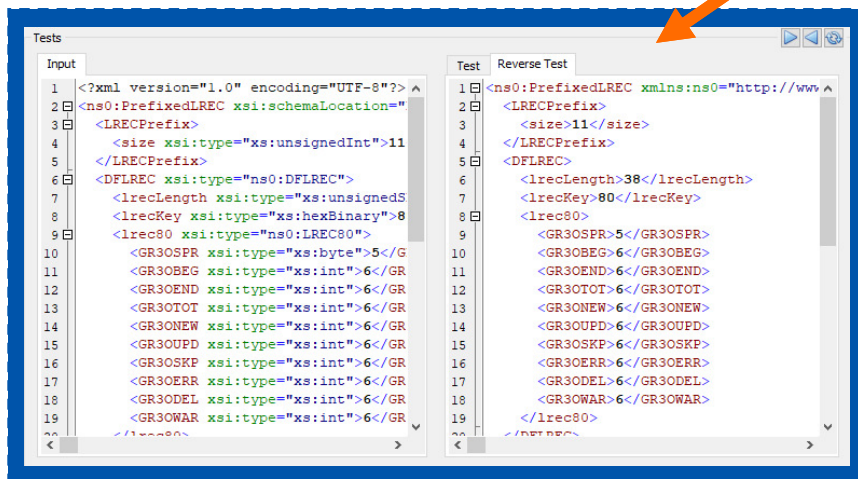 Tests
Input
1 <?xml version="1.0" encoding="UTF-8"?>
2 <ns0:PrefixedLREC xsi:schemaLocation="
3 <LRECPrefix>
4 <size xsi:type="xs:unsignedInt">11
5 </LRECPrefix>
6 <DFLREC xsi:type="ns0:DFLREC">
7 <lrecLength xsi:type="xs:unsignedS
8 <lrecKey xsi:type="xs:hexBinary">8
9 <lrec80 xsi:type="ns0:LREC80">
10 <GR3OSPR xsi:type="xs:byte">5</G
11 <GR3OBEG xsi:type="xs:int">6</GR
12 <GR3OEND xsi:type="xs:int">6</GR
13 <GR3OTOT xsi:type="xs:int">6</GR
14 <GR3ONEW xsi:type="xs:int">6</GR
15 <GR3OUPD xsi:type="xs:int">6</GR
16 <GR3OSKP xsi:type="xs:int">6</GR
17 <GR3OERR xsi:type="xs:int">6</GR
18 <GR3ODEL xsi:type="xs:int">6</GR
19 <GR3OWAR xsi:type="xs:int">6</GR
20 </lrec80>
Test Reverse Test
1 <ns0:PrefixedLREC xmlns:ns0="http://www
2 <LRECPrefix>
3 <size>11</size>
4 </LRECPrefix>
5 <DFLREC>
6 <lrecLength>38</lrecLength>
7 <lrecKey>80</lrecKey>
8 <lrec80>
9 <GR3OSPR>5</GR3OSPR>
10 <GR3OBEG>6</GR3OBEG>
11 <GR3OEND>6</GR3OEND>
12 <GR3OTOT>6</GR3OTOT>
13 <GR3ONEW>6</GR3ONEW>
14 <GR3OUPD>6</GR3OUPD>
15 <GR3OSKP>6</GR3OSKP>
16 <GR3OERR>6</GR3OERR>
17 <GR3ODEL>6</GR3ODEL>
18 <GR3OWAR>6</GR3OWAR>
19 </lrec80>
20 </DFLREC>